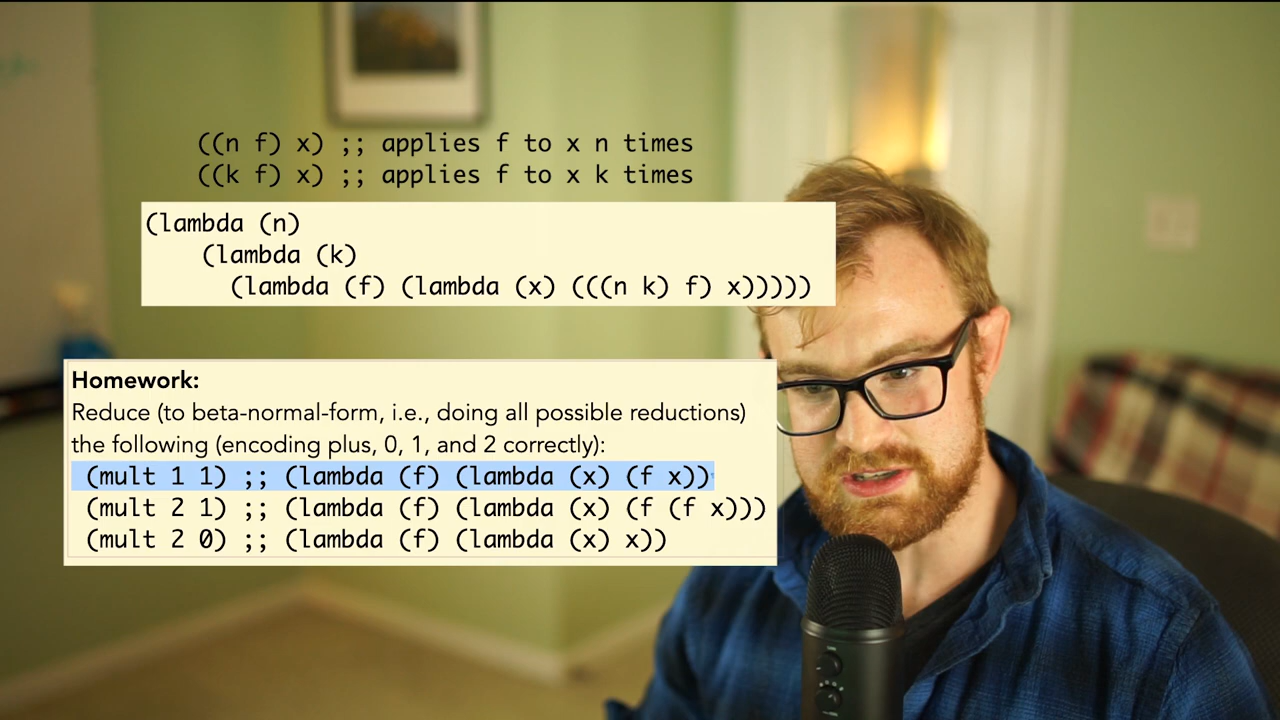 ((n f) x) ;; applies f to x n times
((k f) x) ;; applies f to x k times
(lambda (n)
(lambda (k)
(lambda (f) (lambda (x) (((n k) f) x)))))
Homework:
Reduce (to beta-normal-form, i.e., doing all possible reductions)
the following (encoding plus, 0, 1, and 2 correctly):
(mult 1 1) ;; (lambda (f) (lambda (x) (f x))
(mult 2 1) ;; (lambda (f) (lambda (x) (f (f x)))
(mult 2 0) ;; (lambda (f) (lambda (x) x))